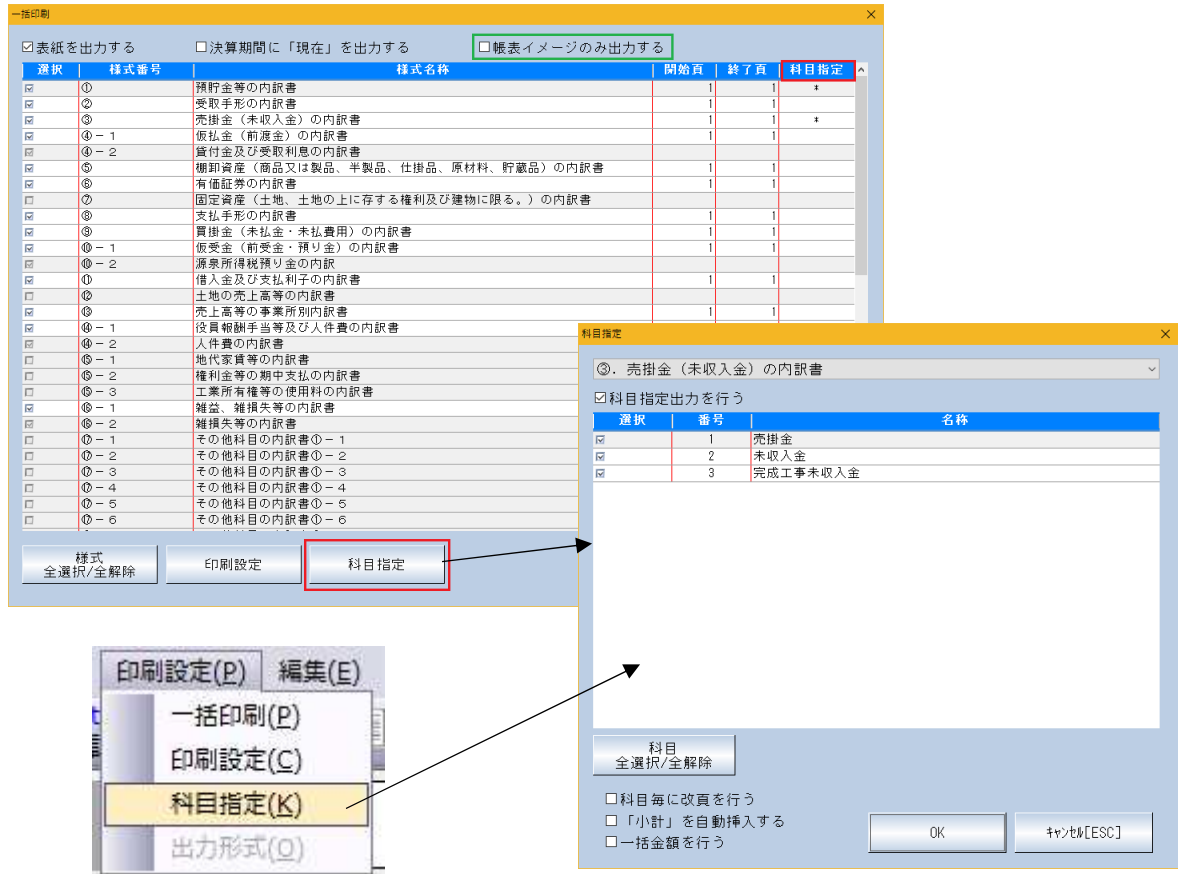 一括印刷
表紙を出力する 決算期間に「現在」を出力する 帳表イメージのみ出力する
選択 様式番号 様式名称 開始頁 終了頁 科目指定
① 預貯金等の内訳書 1 1 *
② 受取手形の内訳書 1 1
③ 売掛金（未収入金）の内訳書 1 1 *
④－１ 仮払金（前渡金）の内訳書 1 1
④－２ 貸付金及び受取利息の内訳書
⑤ 棚卸資産（商品又は製品、半製品、仕掛品、原材料、貯蔵品）の内訳書 1 1
⑥ 有価証券の内訳書 1 1
⑦ 固定資産（土地、土地の上に存する権利及び建物に限る。）の内訳書
⑧ 支払手形の内訳書 1 1
⑨ 買掛金（未払金・未払費用）の内訳書 1 1
⑩－１ 仮受金（前受金・預り金）の内訳書 1 1
⑩－２ 源泉所得税預り金の内訳
⑪ 借入金及び支払利子の内訳書 1 1
⑫ 土地の売上高等の内訳書
⑬ 売上高等の事業所別内訳書 1 1
⑭－１ 役員報酬手当等及び人件費の内訳書
⑭－２ 人件費の内訳書
⑮－１ 地代家賃等の内訳書
⑮－２ 権利金等の期中支払の内訳書
⑮－３ 工業所有権等の使用料の内訳書
⑯－１ 雑益、雑損失等の内訳書
⑯－２ 雑損失等の内訳書
⑰－１ その他科目の内訳書①－１
⑰－２ その他科目の内訳書①－２
⑰－３ その他科目の内訳書①－３
⑰－４ その他科目の内訳書①－４
⑰－５ その他科目の内訳書①－５
⑰－６ その他科目の内訳書①－６
様式
全選択/全解除
印刷設定
科目指定
科目指定
③．売掛金（未収入金）の内訳書
科目指定出力を行う
選択 番号 名称
1 売掛金
2 未収入金
3 完成工事未収入金
科目
全選択/全解除
科目毎に改頁を行う
「小計」を自動挿入する
一括金額を行う
OK ｷｬﾝｾﾙ[ESC]
印刷設定(P) 編集(E)
一括印刷(P)
印刷設定(C)
科目指定(K)
出力形式(O)